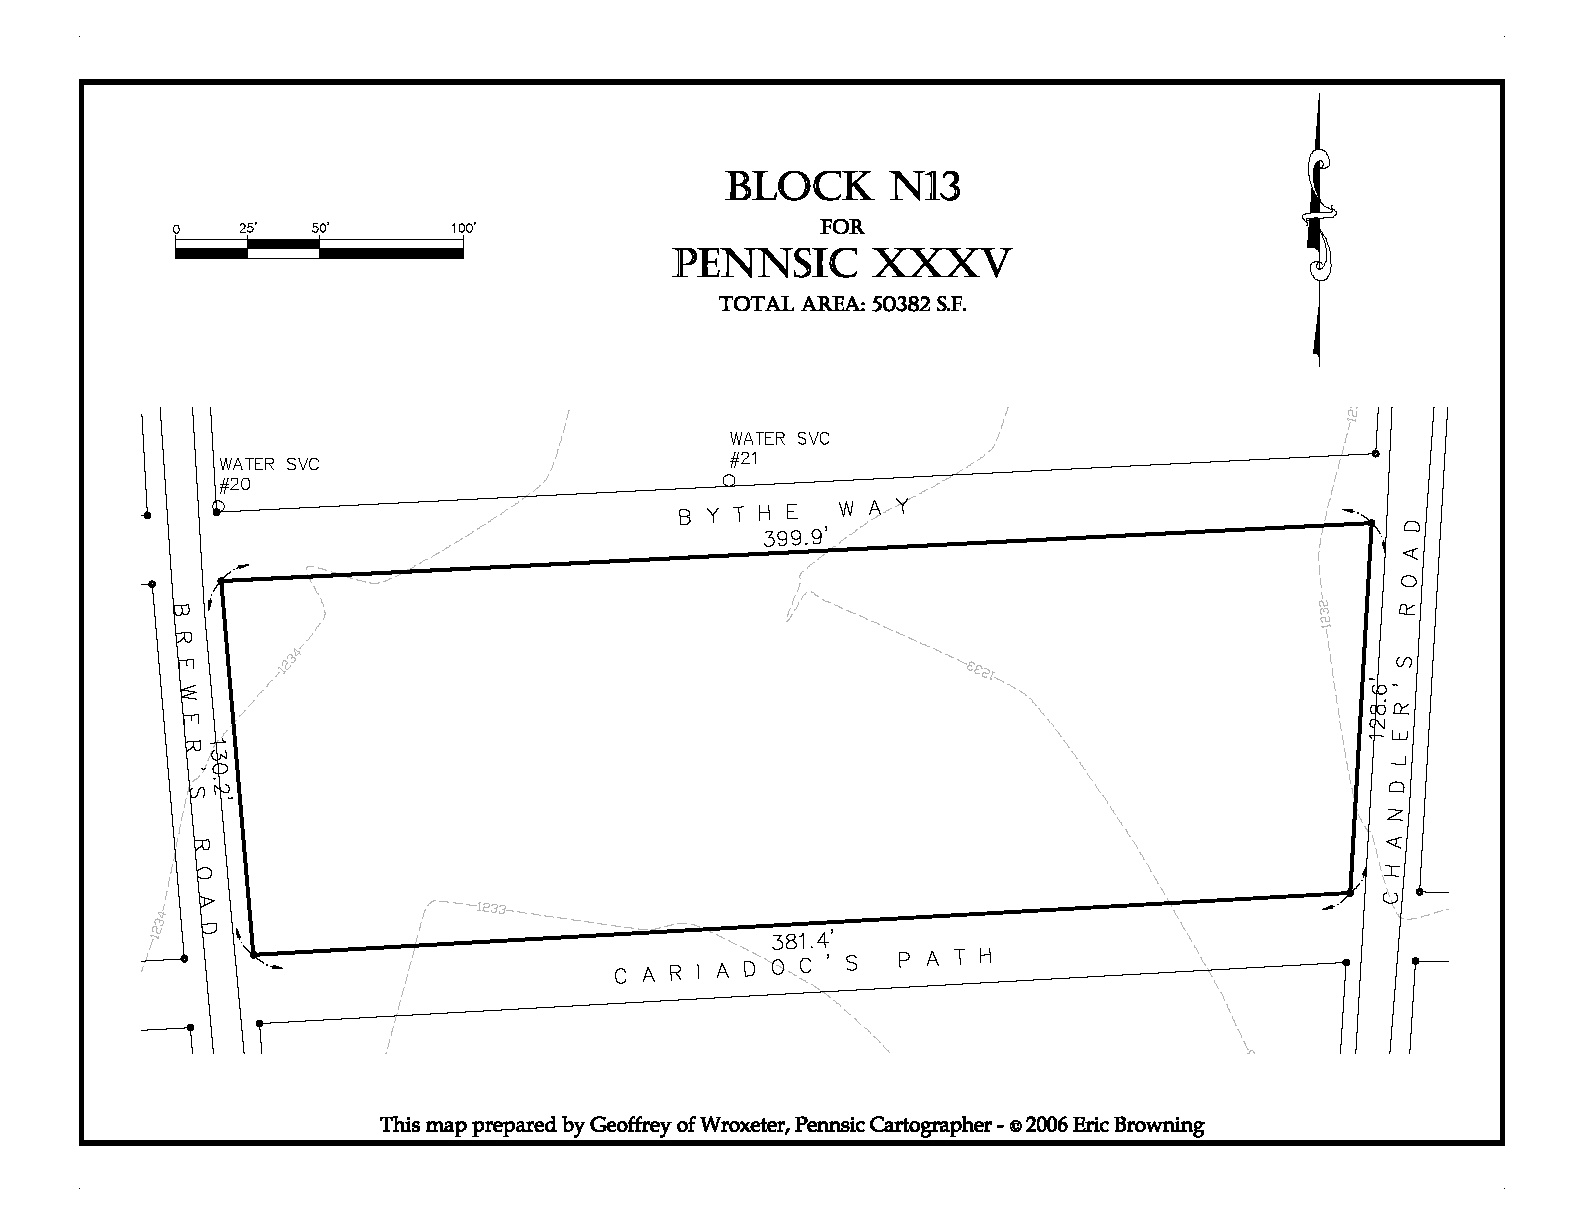 BLOCK N13
FOR
PENNSIC XXXV
TOTAL AREA: 50382 S.F.
0 25' 50' 100'
WATER SVC
#21
WATER SVC
#20
BYTHE WAY
399.9'
BREWER'S ROAD
130.2'
CHANDLER'S ROAD
128.6'
1234
1233
1232
1234
1233
381.4'
CARIADOC'S PATH
This map prepared by Geoffrey of Wroxeter, Pennsic Cartographer - © 2006 Eric Browning